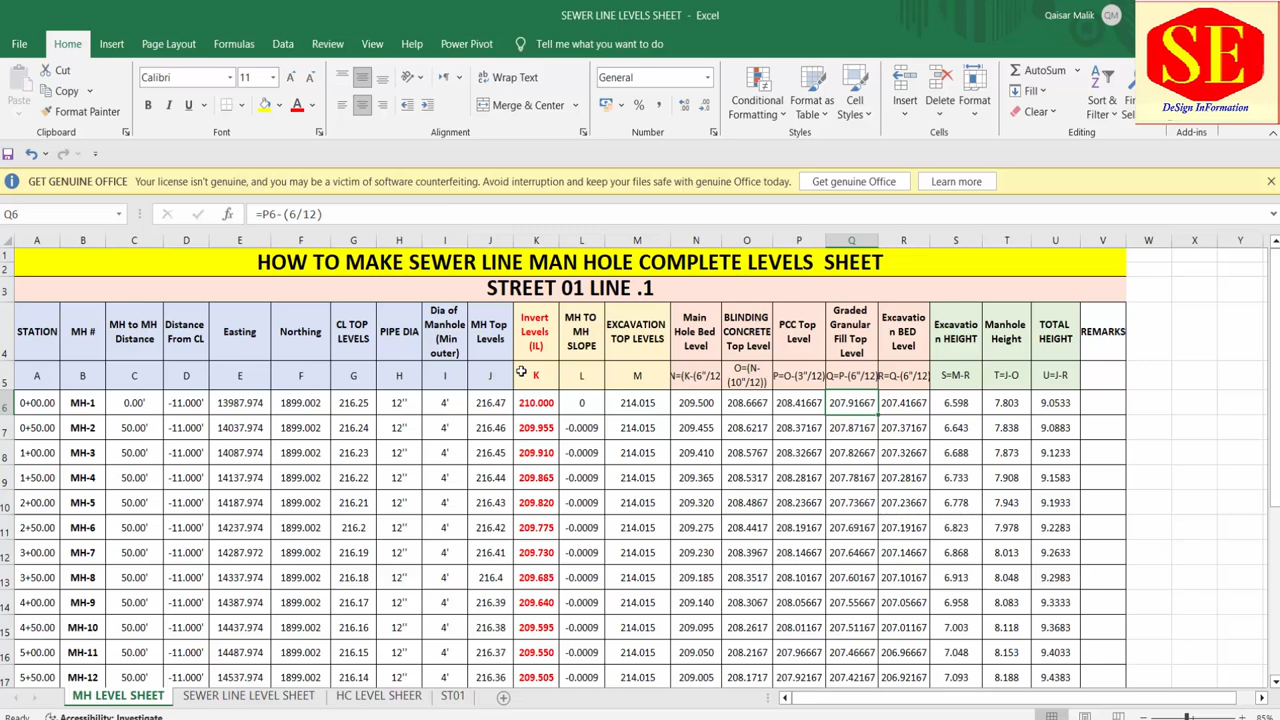 SEWER LINE LEVELS SHEET - Excel
Qaisar Malik QM
File Home Insert Page Layout Formulas Data Review View Help Power Pivot Tell me what you want to do
SE
DeSign InFormation
Paste
Cut
Copy
Format Painter
Clipboard
Calibri 11
B I U
Font
Wrap Text
Merge & Center
Alignment
General
Number
Conditional Formatting
Format as Table
Cell Styles
Styles
Insert Delete Format
Cells
AutoSum
Fill
Clear
Sort & Filter
Editing
Add-ins
GET GENUINE OFFICE Your license isn't genuine, and you may be a victim of software counterfeiting. Avoid interruption and keep your files safe with genuine Office today. Get genuine Office Learn more
Q6 fx =P6-(6/12)
A B C D E F G H I J K L M N O P Q R S T U V W X Y
1 HOW TO MAKE SEWER LINE MAN HOLE COMPLETE LEVELS SHEET
2
3 STREET 01 LINE .1
4 STATION MH # MH to MH Distance Distance From CL Easting Northing CL TOP LEVELS PIPE DIA Dia of Manhole (Min outer) MH Top Levels Invert Levels (IL) MH TO MH SLOPE EXCAVATION TOP LEVELS Main Hole Bed Level BLINDING CONCRETE Top Level PCC Top Level Graded Granular Fill Top Level Excavatio n BED Level Excavatio n HEIGHT Manhole Height TOTAL HEIGHT REMARKS
5 A B C D E F G H I J K L M N=(K-(6"/12 O=(N-(10"/12)) P=O-(3"/12) Q=P-(6"/12) R=Q-(6"/12) S=M-R T=J-O U=J-R
6 0+00.00 MH-1 0.00' -11.000' 13987.974 1899.002 216.25 12'' 4' 216.47 210.000 0 214.015 209.500 208.6667 208.41667 207.91667 207.41667 6.598 7.803 9.0533
7 0+50.00 MH-2 50.00' -11.000' 14037.974 1899.002 216.24 12'' 4' 216.46 209.955 -0.0009 214.015 209.455 208.6217 208.37167 207.87167 207.37167 6.643 7.838 9.0883
8 1+00.00 MH-3 50.00' -11.000' 14087.974 1899.002 216.23 12'' 4' 216.45 209.910 -0.0009 214.015 209.410 208.5767 208.32667 207.82667 207.32667 6.688 7.873 9.1233
9 1+50.00 MH-4 50.00' -11.000' 14137.974 1899.002 216.22 12'' 4' 216.44 209.865 -0.0009 214.015 209.365 208.5317 208.28167 207.78167 207.28167 6.733 7.908 9.1583
10 2+00.00 MH-5 50.00' -11.000' 14187.974 1899.002 216.21 12'' 4' 216.43 209.820 -0.0009 214.015 209.320 208.4867 208.23667 207.73667 207.23667 6.778 7.943 9.1933
11 2+50.00 MH-6 50.00' -11.000' 14237.974 1899.002 216.2 12'' 4' 216.42 209.775 -0.0009 214.015 209.275 208.4417 208.19167 207.69167 207.19167 6.823 7.978 9.2283
12 3+00.00 MH-7 50.00' -11.000' 14287.972 1899.002 216.19 12'' 4' 216.41 209.730 -0.0009 214.015 209.230 208.3967 208.14667 207.64667 207.14667 6.868 8.013 9.2633
13 3+50.00 MH-8 50.00' -11.000' 14337.974 1899.002 216.18 12'' 4' 216.4 209.685 -0.0009 214.015 209.185 208.3517 208.10167 207.60167 207.10167 6.913 8.048 9.2983
14 4+00.00 MH-9 50.00' -11.000' 14387.974 1899.002 216.17 12'' 4' 216.39 209.640 -0.0009 214.015 209.140 208.3067 208.05667 207.55667 207.05667 6.958 8.083 9.3333
15 4+50.00 MH-10 50.00' -11.000' 14437.974 1899.002 216.16 12'' 4' 216.38 209.595 -0.0009 214.015 209.095 208.2617 208.01167 207.51167 207.01167 7.003 8.118 9.3683
16 5+00.00 MH-11 50.00' -11.000' 14487.974 1899.002 216.15 12'' 4' 216.37 209.550 -0.0009 214.015 209.050 208.2167 207.96667 207.46667 206.96667 7.048 8.153 9.4033
17 5+50.00 MH-12 50.00' -11.000' 14537.974 1899.002 216.14 12'' 4' 216.36 209.505 -0.0009 214.015 209.005 208.1717 207.92167 207.42167 206.92167 7.093 8.188 9.4383
MH LEVEL SHEET SEWER LINE LEVEL SHEET HC LEVEL SHEER ST01
Ready Accessibility: Investigate 85%